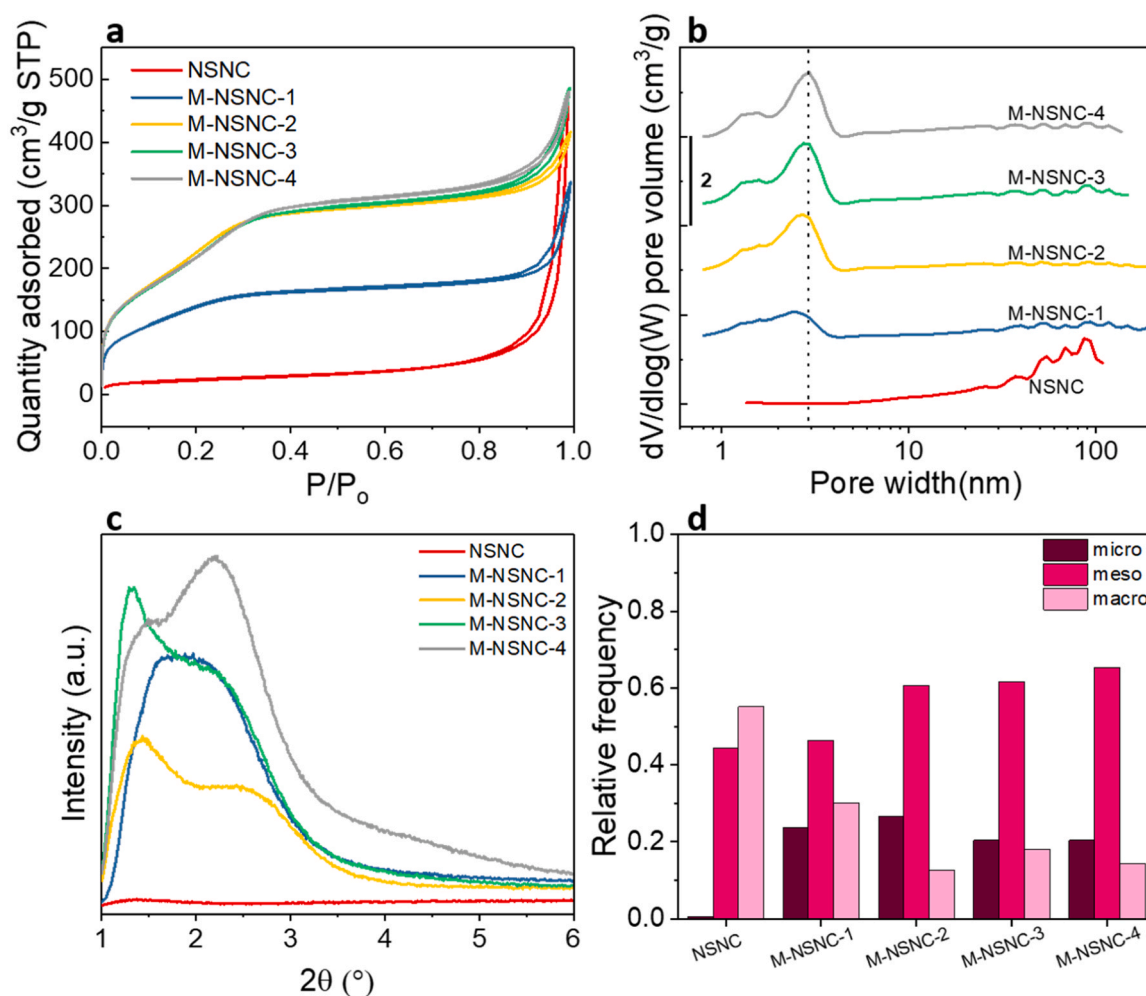 a
Quantity adsorbed (cm³/g STP)
500
400
300
200
100
0
NSNC
M-NSNC-1
M-NSNC-2
M-NSNC-3
M-NSNC-4
0.0 0.2 0.4 0.6 0.8 1.0
P/Po
b
dV/dlog(W) pore volume (cm³/g)
2
M-NSNC-4
M-NSNC-3
M-NSNC-2
M-NSNC-1
NSNC
1 10 100
Pore width(nm)
c
Intensity (a.u.)
NSNC
M-NSNC-1
M-NSNC-2
M-NSNC-3
M-NSNC-4
1 2 3 4 5 6
2θ (°)
d
Relative frequency
1.0
0.8
0.6
0.4
0.2
0.0
micro
meso
macro
NSNC M-NSNC-1 M-NSNC-2 M-NSNC-3 M-NSNC-4